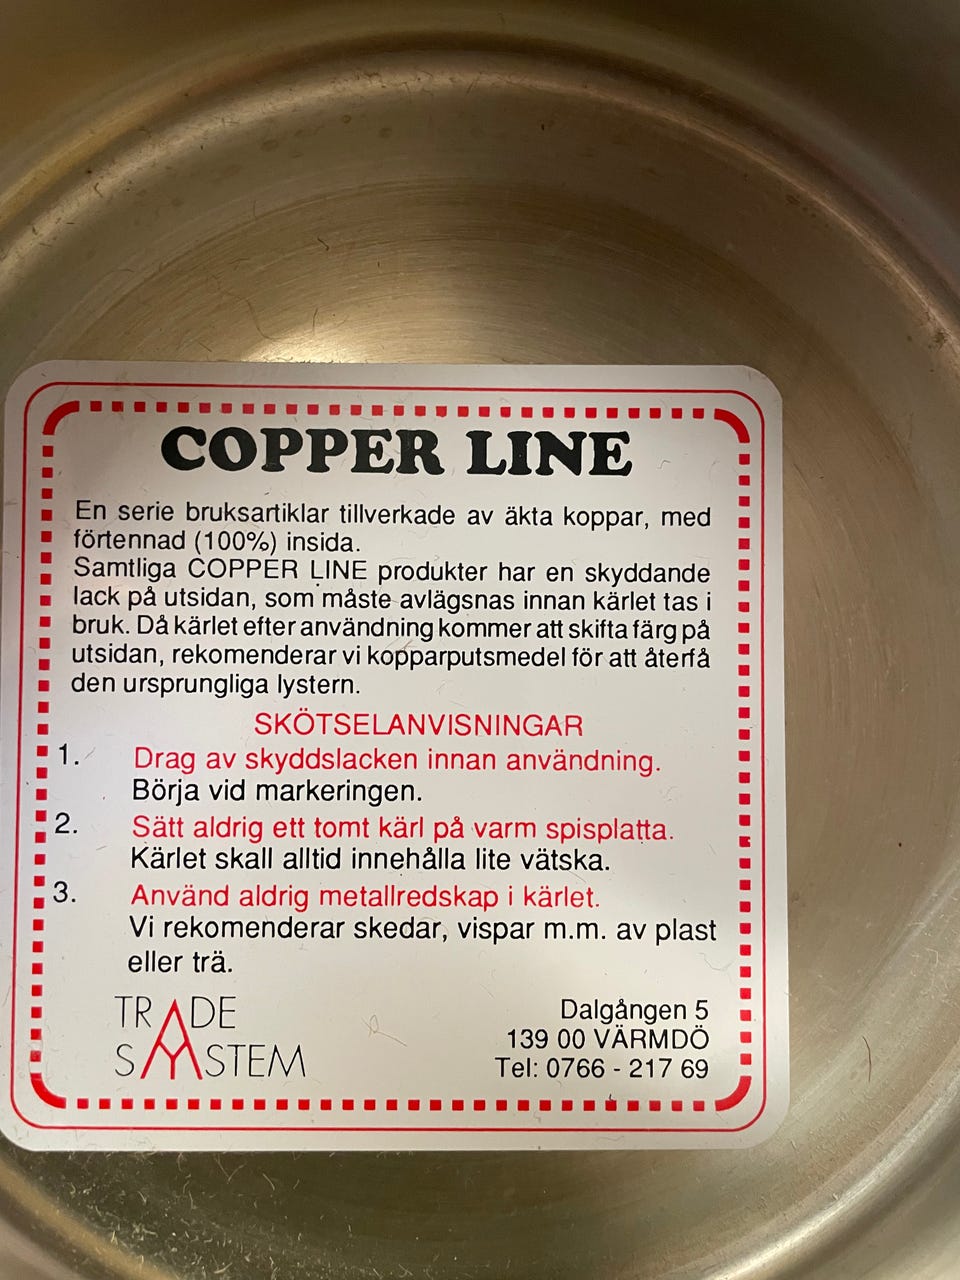 COPPER LINE
En serie bruksartiklar tillverkade av äkta koppar, med
förtennad (100%) insida.
Samtliga COPPER LINE produkter har en skyddande
lack på utsidan, som måste avlägsnas innan kärlet tas i
bruk. Då kärlet efter användning kommer att skifta färg på
utsidan, rekomenderar vi kopparputsmedel för att återfå
den ursprungliga lystern.
SKÖTSELANVISNINGAR
1. Drag av skyddslacken innan användning.
Börja vid markeringen.
2. Sätt aldrig ett tomt kärl på varm spisplatta.
Kärlet skall alltid innehålla lite vätska.
3. Använd aldrig metallredskap i kärlet.
Vi rekomenderar skedar, vispar m.m. av plast
eller trä.
TRADE
SYSTEM
Dalgången 5
139 00 VÄRMDÖ
Tel: 0766 - 217 69